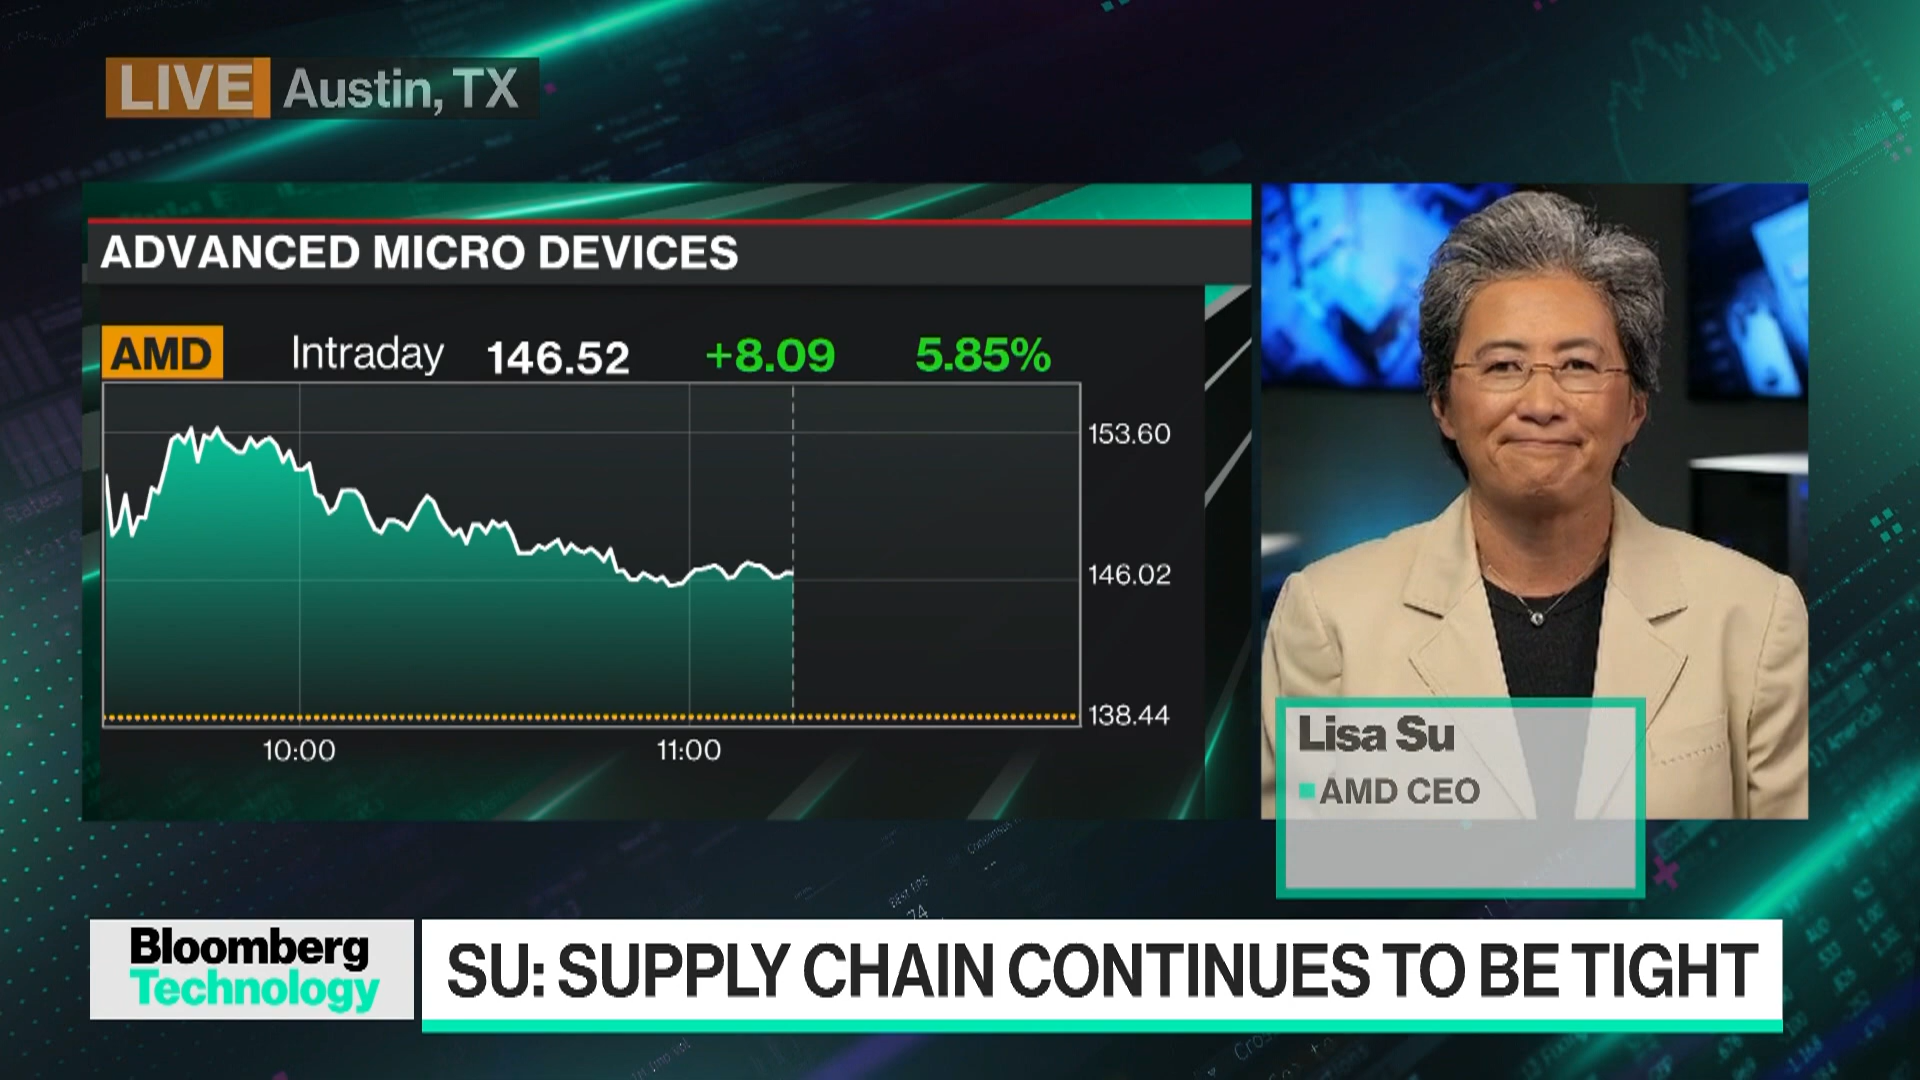 LIVE Austin, TX
ADVANCED MICRO DEVICES
AMD Intraday 146.52 +8.09 5.85%
153.60
146.02
138.44
10:00 11:00
Lisa Su
AMD CEO
Bloomberg
Technology
SU: SUPPLY CHAIN CONTINUES TO BE TIGHT